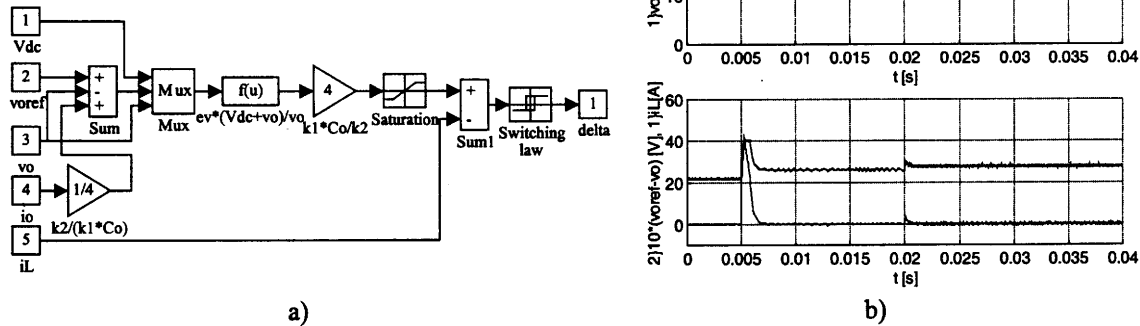 1
Vdc
2
voref
3
vo
4
io
5
iL
+
-
+
Sum
1/4
k2/(k1*Co)
Mux
Mux
f(u)
ev*(Vdc+vo)/vo
4
k1*Co/k2
Saturation
+
-
Sum1
Switching
law
1
delta
a)
1}vo
0
0 0.005 0.01 0.015 0.02 0.025 0.03 0.035 0.04
t [s]
2}10*(voref-vo) [V], 1}iL[A]
60
40
20
0
0 0.005 0.01 0.015 0.02 0.025 0.03 0.035 0.04
t [s]
b)